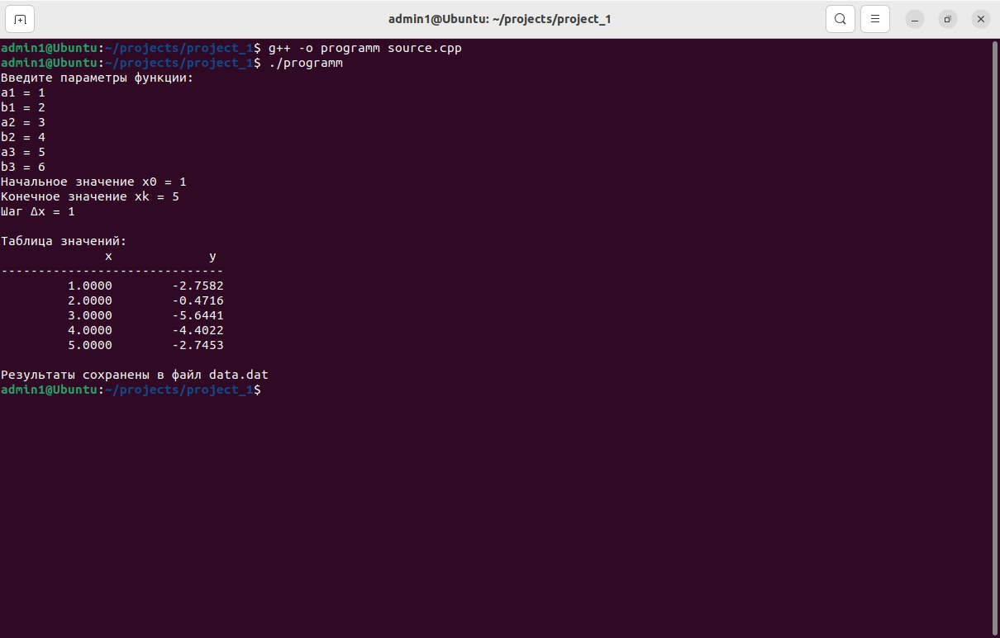 admin1@Ubuntu: ~/projects/project_1
admin1@Ubuntu:~/projects/project_1$ g++ -o programm source.cpp
admin1@Ubuntu:~/projects/project_1$ ./programm
Введите параметры функции:
a1 = 1
b1 = 2
a2 = 3
b2 = 4
a3 = 5
b3 = 6
Начальное значение x0 = 1
Конечное значение xk = 5
Шаг Δx = 1
Таблица значений:
x y
------------------------------
1.0000 -2.7582
2.0000 -0.4716
3.0000 -5.6441
4.0000 -4.4022
5.0000 -2.7453
Результаты сохранены в файл data.dat
admin1@Ubuntu:~/projects/project_1$